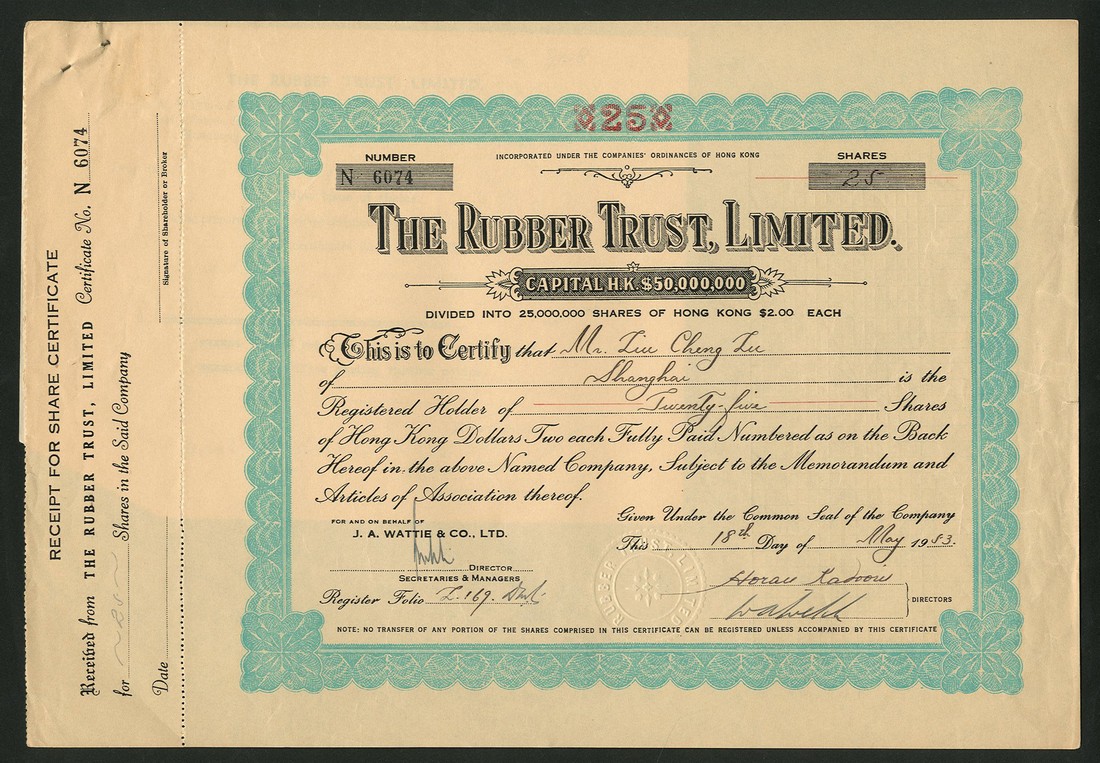 RECEIPT FOR SHARE CERTIFICATE
Received from THE RUBBER TRUST, LIMITED Certificate No. N 6074
for ~ 25 ~ Shares in the Said Company
Date
Signature of Shareholder or Broker
25
NUMBER
N 6074
INCORPORATED UNDER THE COMPANIES' ORDINANCES OF HONG KONG
SHARES
25
THE RUBBER TRUST, LIMITED.
CAPITAL H.K. $50,000,000
DIVIDED INTO 25,000,000 SHARES OF HONG KONG $2.00 EACH
This is to Certify that Mr. Liu Cheng Lu
of Shanghai is the
Registered Holder of Twenty-five Shares
of Hong Kong Dollars Two each Fully Paid Numbered as on the Back
Hereof in the above Named Company, Subject to the Memorandum and
Articles of Association thereof.
FOR AND ON BEHALF OF
J. A. WATTIE & CO., LTD.
DIRECTOR
SECRETARIES & MANAGERS
Register Folio L.169.
Given Under the Common Seal of the Company
This 18th Day of May 1953.
Horace Kadoorie
DIRECTORS
RUBBER TRUST LIMITED
NOTE: NO TRANSFER OF ANY PORTION OF THE SHARES COMPRISED IN THIS CERTIFICATE CAN BE REGISTERED UNLESS ACCOMPANIED BY THIS CERTIFICATE